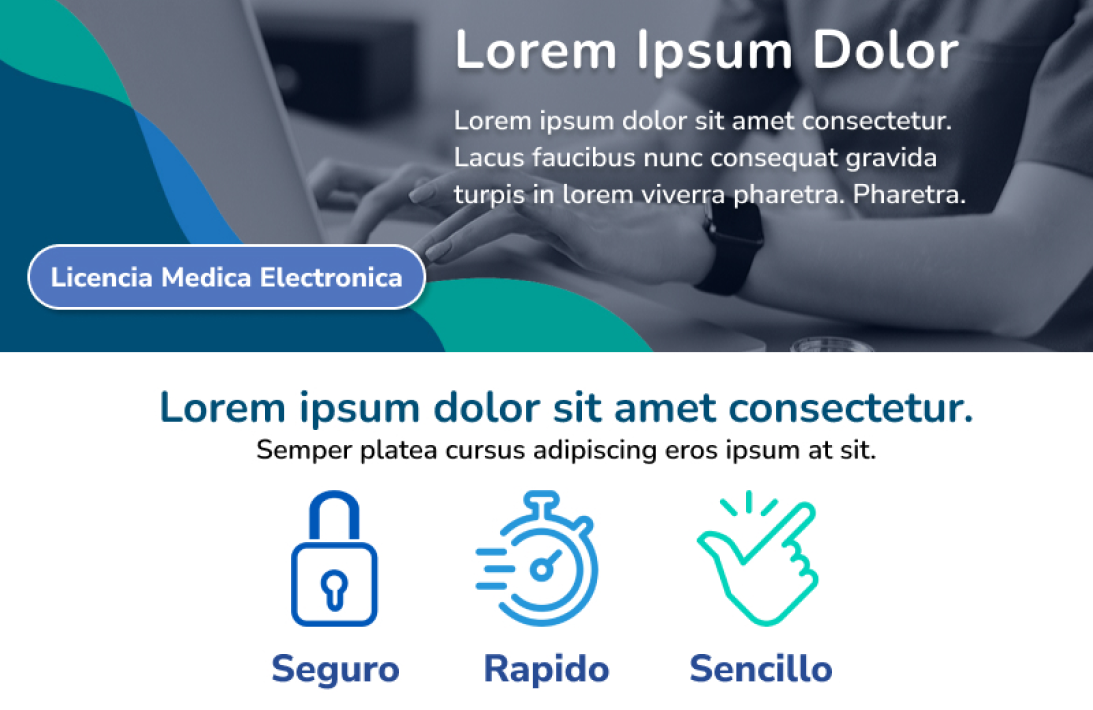 Lorem Ipsum Dolor
Lorem ipsum dolor sit amet consectetur.
Lacus faucibus nunc consequat gravida
turpis in lorem viverra pharetra. Pharetra.
Licencia Medica Electronica
Lorem ipsum dolor sit amet consectetur.
Semper platea cursus adipiscing eros ipsum at sit.
Seguro
Rapido
Sencillo